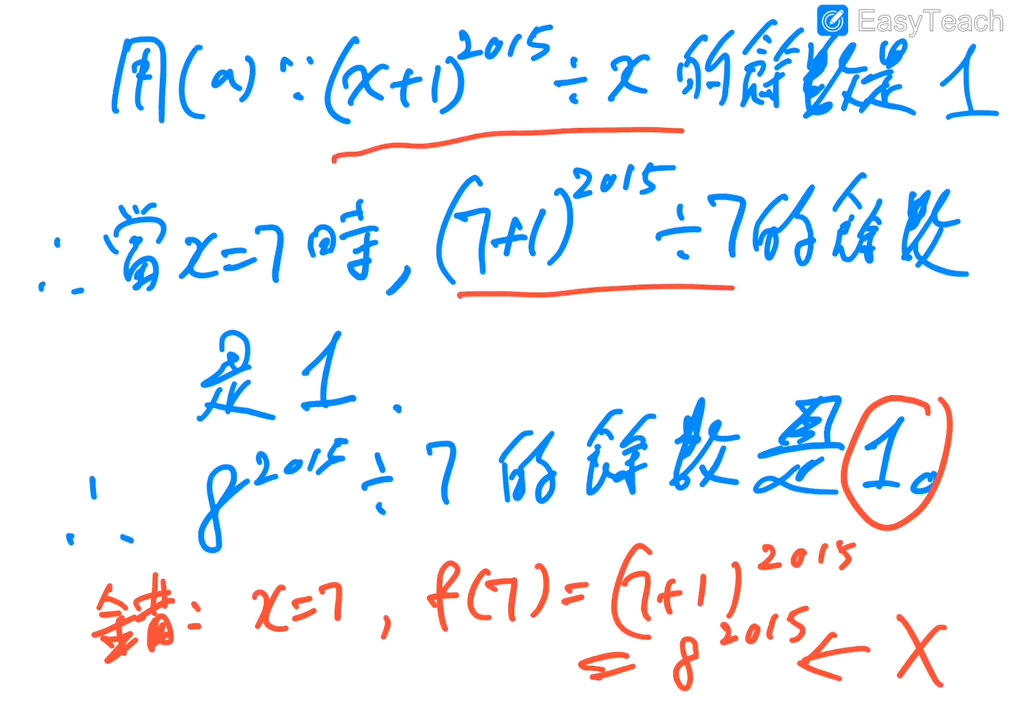 EasyTeach
用(a) ∵ (x+1)^2015 ÷ x 的餘數是 1
∴ 當 x=7 時, (7+1)^2015 ÷ 7 的餘數
是 1.
∴ 8^2015 ÷ 7 的餘數是 1。
錯: x=7, f(7) = (7+1)^2015
= 8^2015 ← X